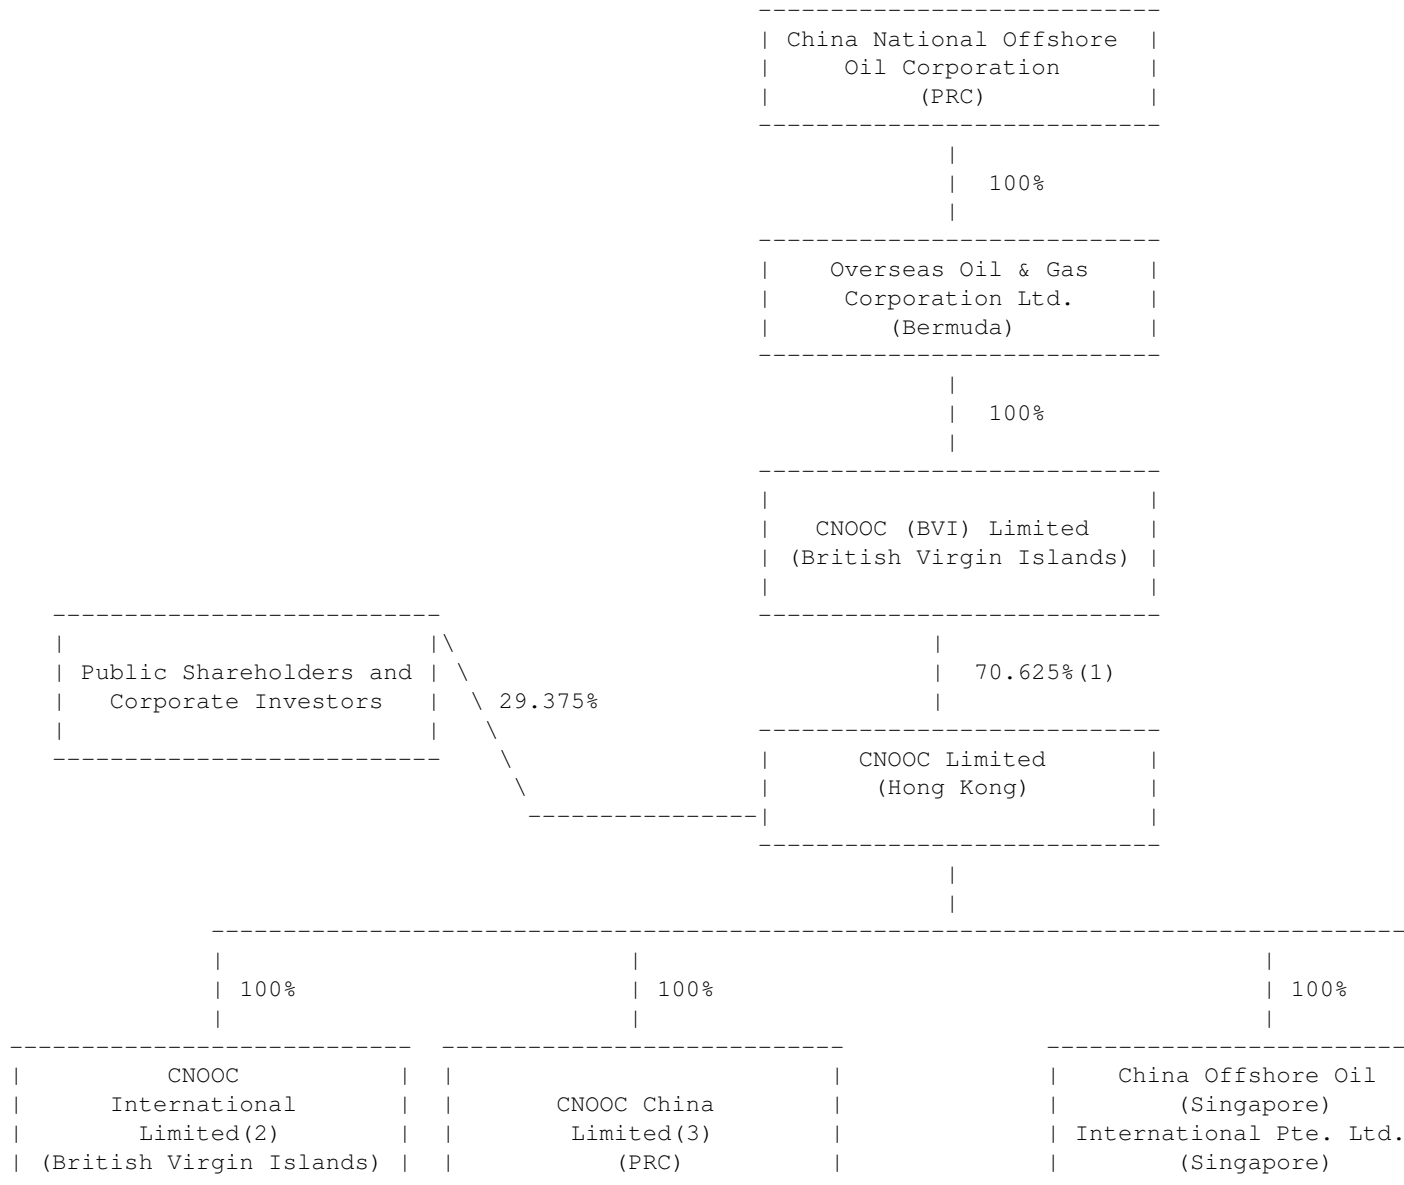 China National Offshore
Oil Corporation
(PRC)
100%
Overseas Oil & Gas
Corporation Ltd.
(Bermuda)
100%
CNOOC (BVI) Limited
(British Virgin Islands)
Public Shareholders and
Corporate Investors
29.375%
70.625%(1)
CNOOC Limited
(Hong Kong)
100%
100%
100%
CNOOC
International
Limited(2)
(British Virgin Islands)
CNOOC China
Limited(3)
(PRC)
China Offshore Oil
(Singapore)
International Pte. Ltd.
(Singapore)